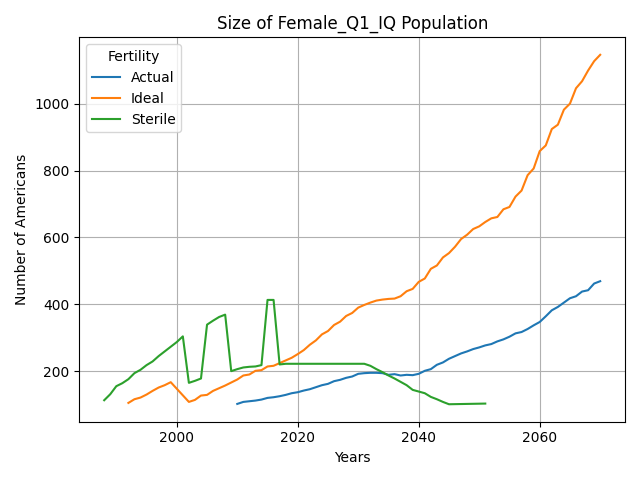 Size of Female_Q1_IQ Population
Fertility
Actual
Ideal
Sterile
Number of Americans
1000
800
600
400
200
2000
2020
2040
2060
Years